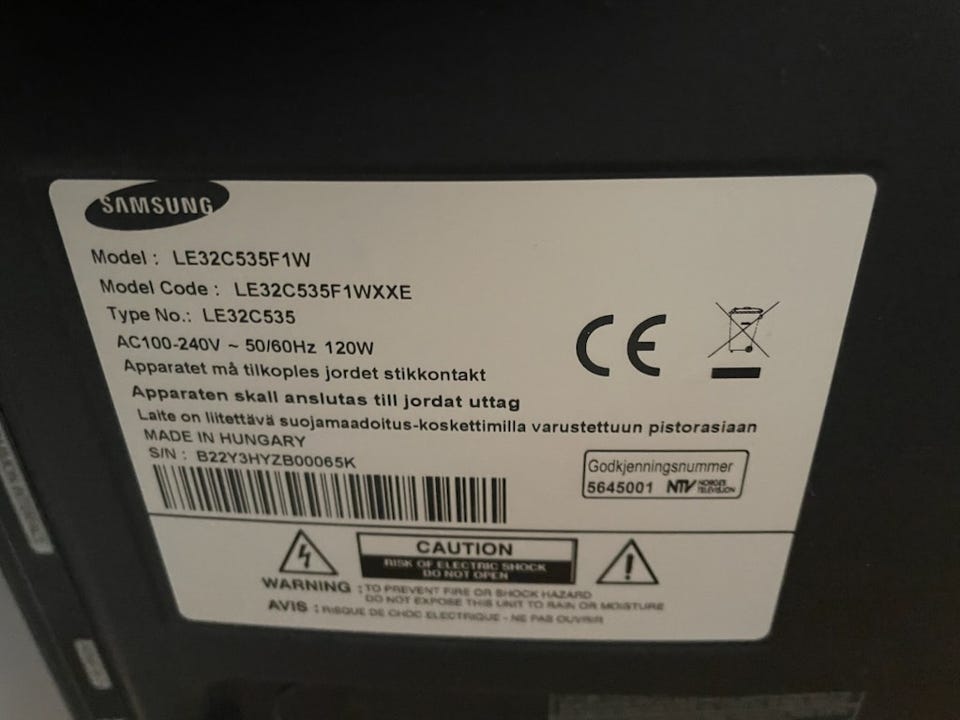 SAMSUNG
Model : LE32C535F1W
Model Code : LE32C535F1WXXE
Type No.: LE32C535
AC100-240V ~ 50/60Hz 120W
Apparatet må tilkoples jordet stikkontakt
Apparaten skall anslutas till jordat uttag
Laite on liitettävä suojamaadoitus-koskettimilla varustettuun pistorasiaan
MADE IN HUNGARY
S/N : B22Y3HYZB00065K
CE
Godkjenningsnummer
5645001 NTV NORGES TELEVISJON
CAUTION
RISK OF ELECTRIC SHOCK
DO NOT OPEN
WARNING : TO PREVENT FIRE OR SHOCK HAZARD
DO NOT EXPOSE THIS UNIT TO RAIN OR MOISTURE
AVIS : RISQUE DE CHOC ELECTRIQUE - NE PAS OUVRIR